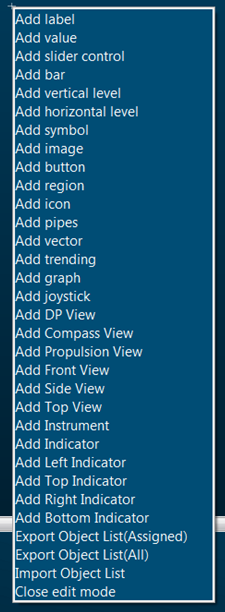 Add label
Add value
Add slider control
Add bar
Add vertical level
Add horizontal level
Add symbol
Add image
Add button
Add region
Add icon
Add pipes
Add vector
Add trending
Add graph
Add joystick
Add DP View
Add Compass View
Add Propulsion View
Add Front View
Add Side View
Add Top View
Add Instrument
Add Indicator
Add Left Indicator
Add Top Indicator
Add Right Indicator
Add Bottom Indicator
Export Object List(Assigned)
Export Object List(All)
Import Object List
Close edit mode